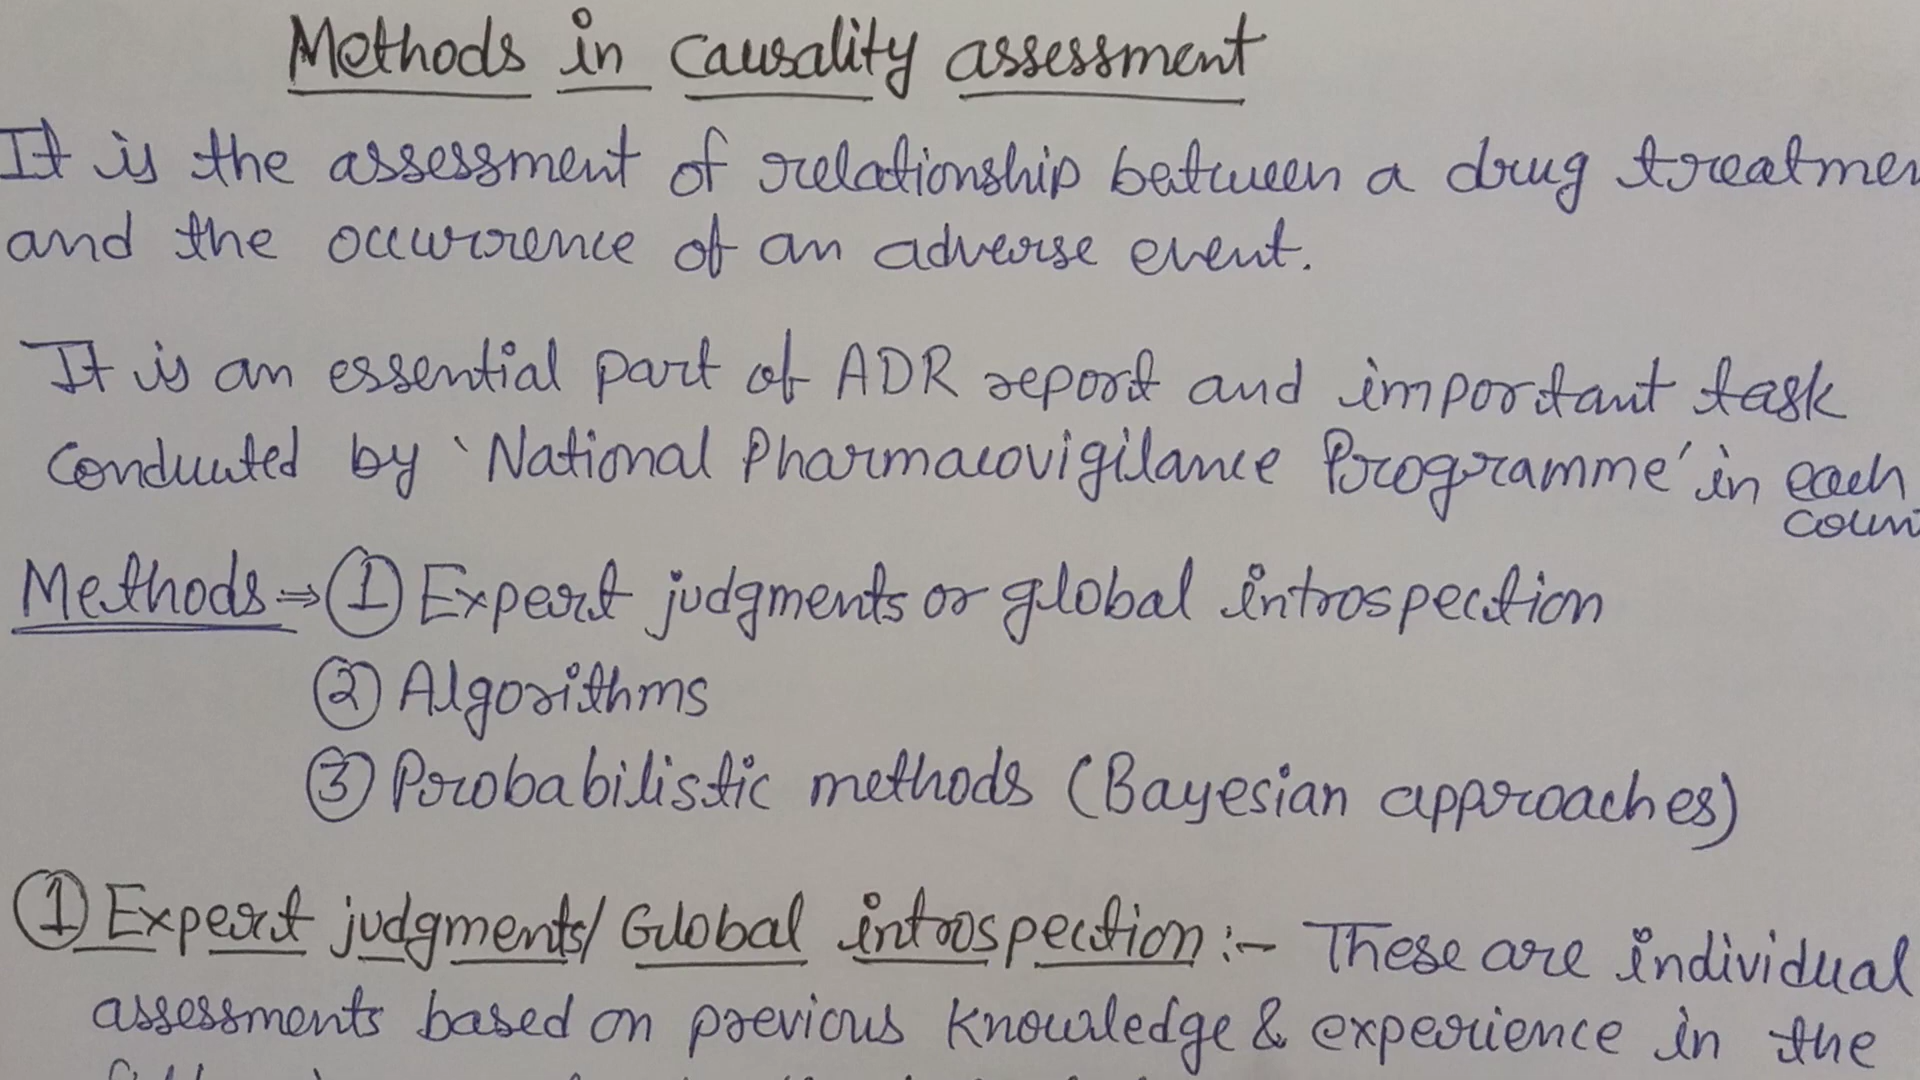 Methods in causality assessment
It is the assessment of relationship between a drug treatmen
and the occurrence of an adverse event.
It is an essential part of ADR report and important task
conducted by 'National Pharmacovigilance Programme' in each
coun
Methods ⇒ ① Expert judgments or global introspection
② Algorithms
③ Probabilistic methods (Bayesian approaches)
① Expert judgments/ Global introspection :- These are individual
assessments based on previous knowledge & experience in the